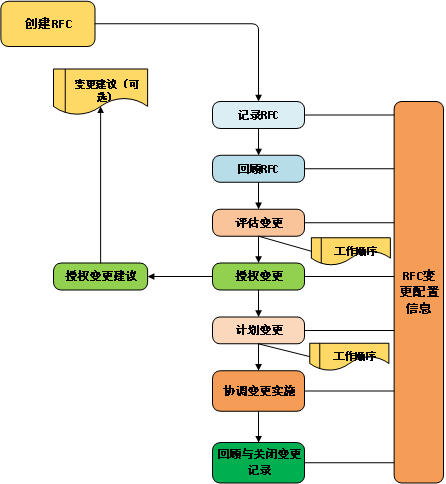 创建RFC
变更建议（可
选）
记录RFC
回顾RFC
评估变更
工作顺序
授权变更建议
授权变更
RFC变
更配置
信息
计划变更
工作顺序
协调变更实施
回顾与关闭变更
记录